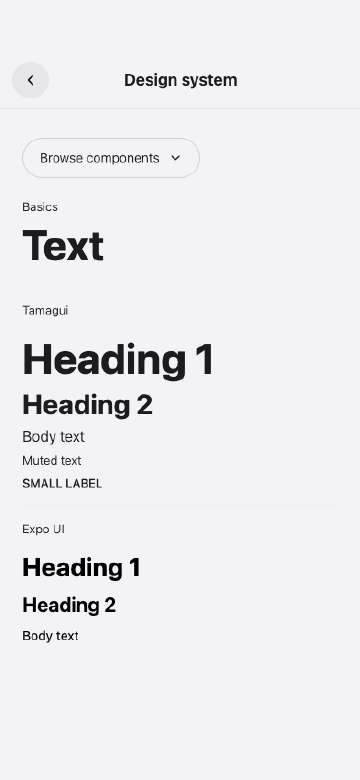 Design system
Browse components
Basics
Text
Tamagui
Heading 1
Heading 2
Body text
Muted text
SMALL LABEL
Expo UI
Heading 1
Heading 2
Body text